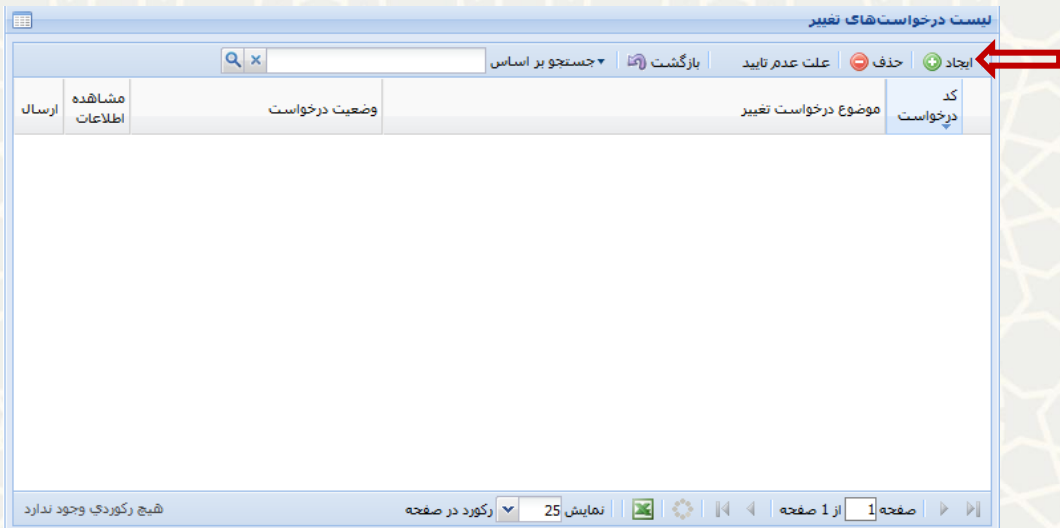 لیست درخواست‌های تغییر
ایجاد حذف علت عدم تایید بازگشت جستجو بر اساس
کد درخواست موضوع درخواست تغییر وضعیت درخواست مشاهده اطلاعات ارسال
صفحه 1 از 1 صفحه نمایش 25 رکورد در صفحه هیچ رکوردي وجود ندارد